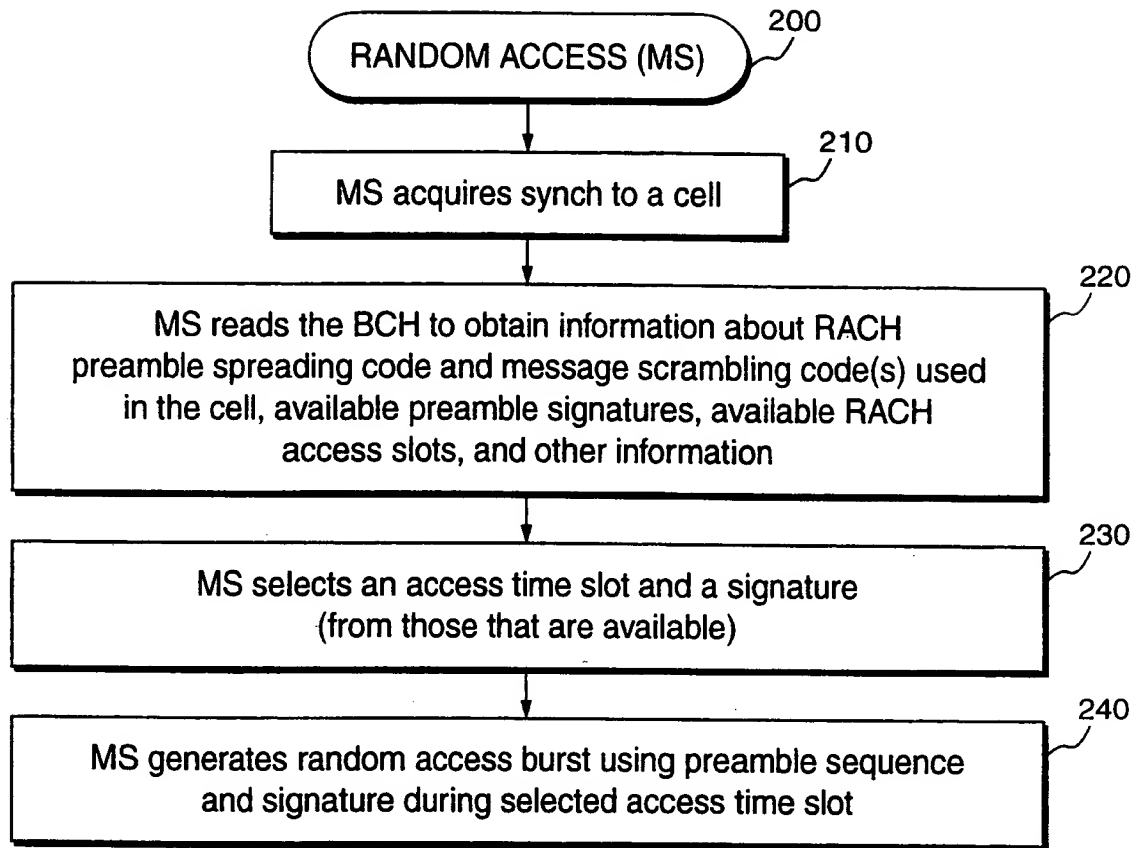 200
RANDOM ACCESS (MS)
210
MS acquires synch to a cell
220
MS reads the BCH to obtain information about RACH
preamble spreading code and message scrambling code(s) used
in the cell, available preamble signatures, available RACH
access slots, and other information
230
MS selects an access time slot and a signature
(from those that are available)
240
MS generates random access burst using preamble sequence
and signature during selected access time slot